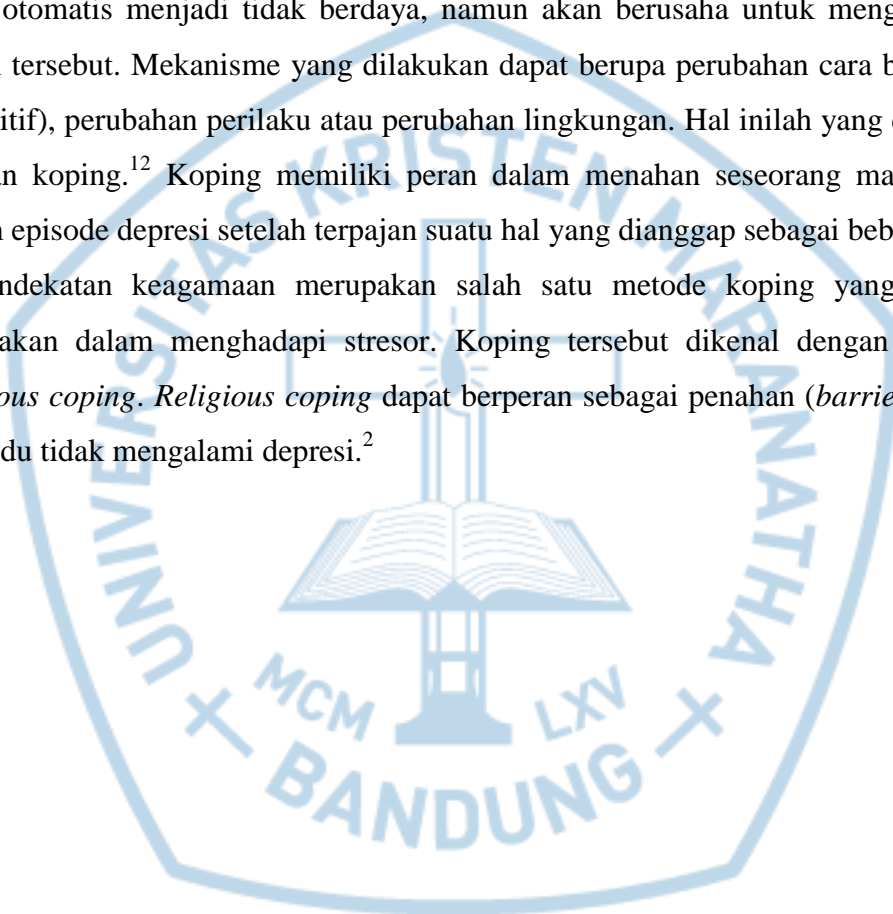 otomatis menjadi tidak berdaya, namun akan berusaha untuk meng
tersebut. Mekanisme yang dilakukan dapat berupa perubahan cara b
itif), perubahan perilaku atau perubahan lingkungan. Hal inilah yang
an koping.¹² Koping memiliki peran dalam menahan seseorang ma
episode depresi setelah terpajan suatu hal yang dianggap sebagai beb
ndekatan keagamaan merupakan salah satu metode koping yang
akan dalam menghadapi stresor. Koping tersebut dikenal dengan
ous coping. Religious coping dapat berperan sebagai penahan (barrie
du tidak mengalami depresi.²
UNIVERSITAS KRISTEN MARANATHA
MCM LXV
BANDUNG